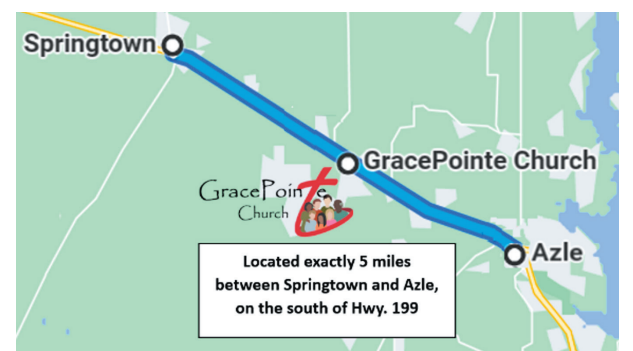 Springtown
GracePointe Church
GracePointe
Church
Located exactly 5 miles
between Springtown and Azle,
on the south of Hwy. 199
Azle